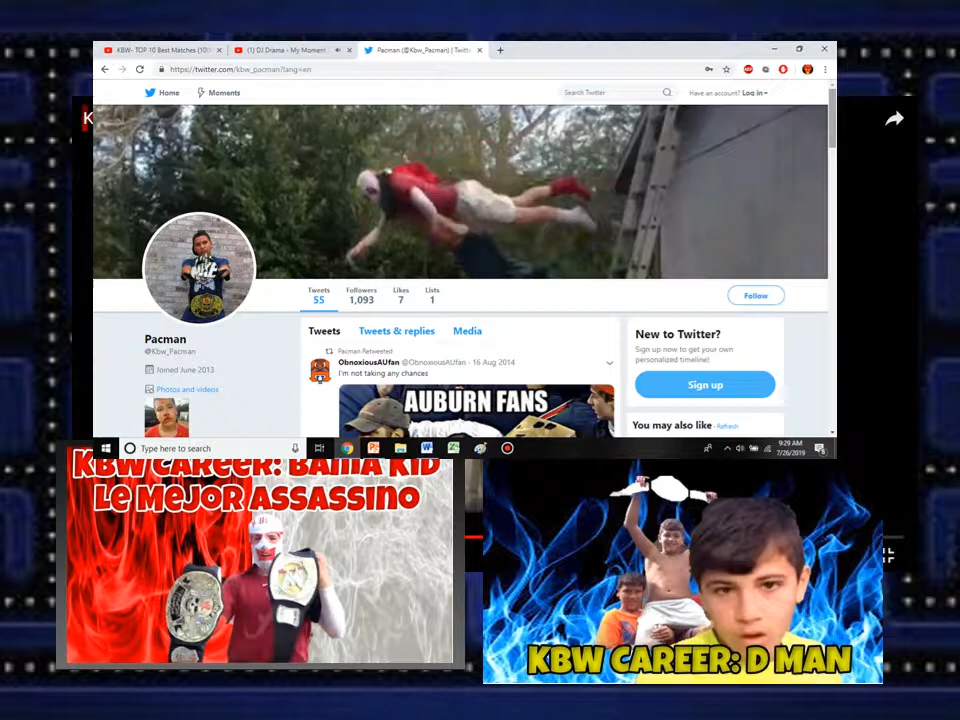 KBW- TOP 10 Best Matches (100
(1) DJ Drama - My Moment
Pacman (@Kbw_Pacman) | Twitt
https://twitter.com/kbw_pacman?lang=en
Home
Moments
Search Twitter
Have an account? Log in
K
NIKE
Tweets
55
Followers
1,093
Likes
7
Lists
1
Follow
Pacman
@Kbw_Pacman
Joined June 2013
Photos and videos
Tweets
Tweets & replies
Media
Pacman Retweeted
ObnoxiousAUfan @ObnoxiousAUfan - 16 Aug 2014
I'm not taking any chances
AUBURN FANS
New to Twitter?
Sign up now to get your own
personalized timeline!
Sign up
You may also like · Refresh
Type here to search
9:29 AM
7/26/2019
KBW CAREER: BAMA KID
LE MEJOR ASSASSINO
KBW CAREER: D MAN